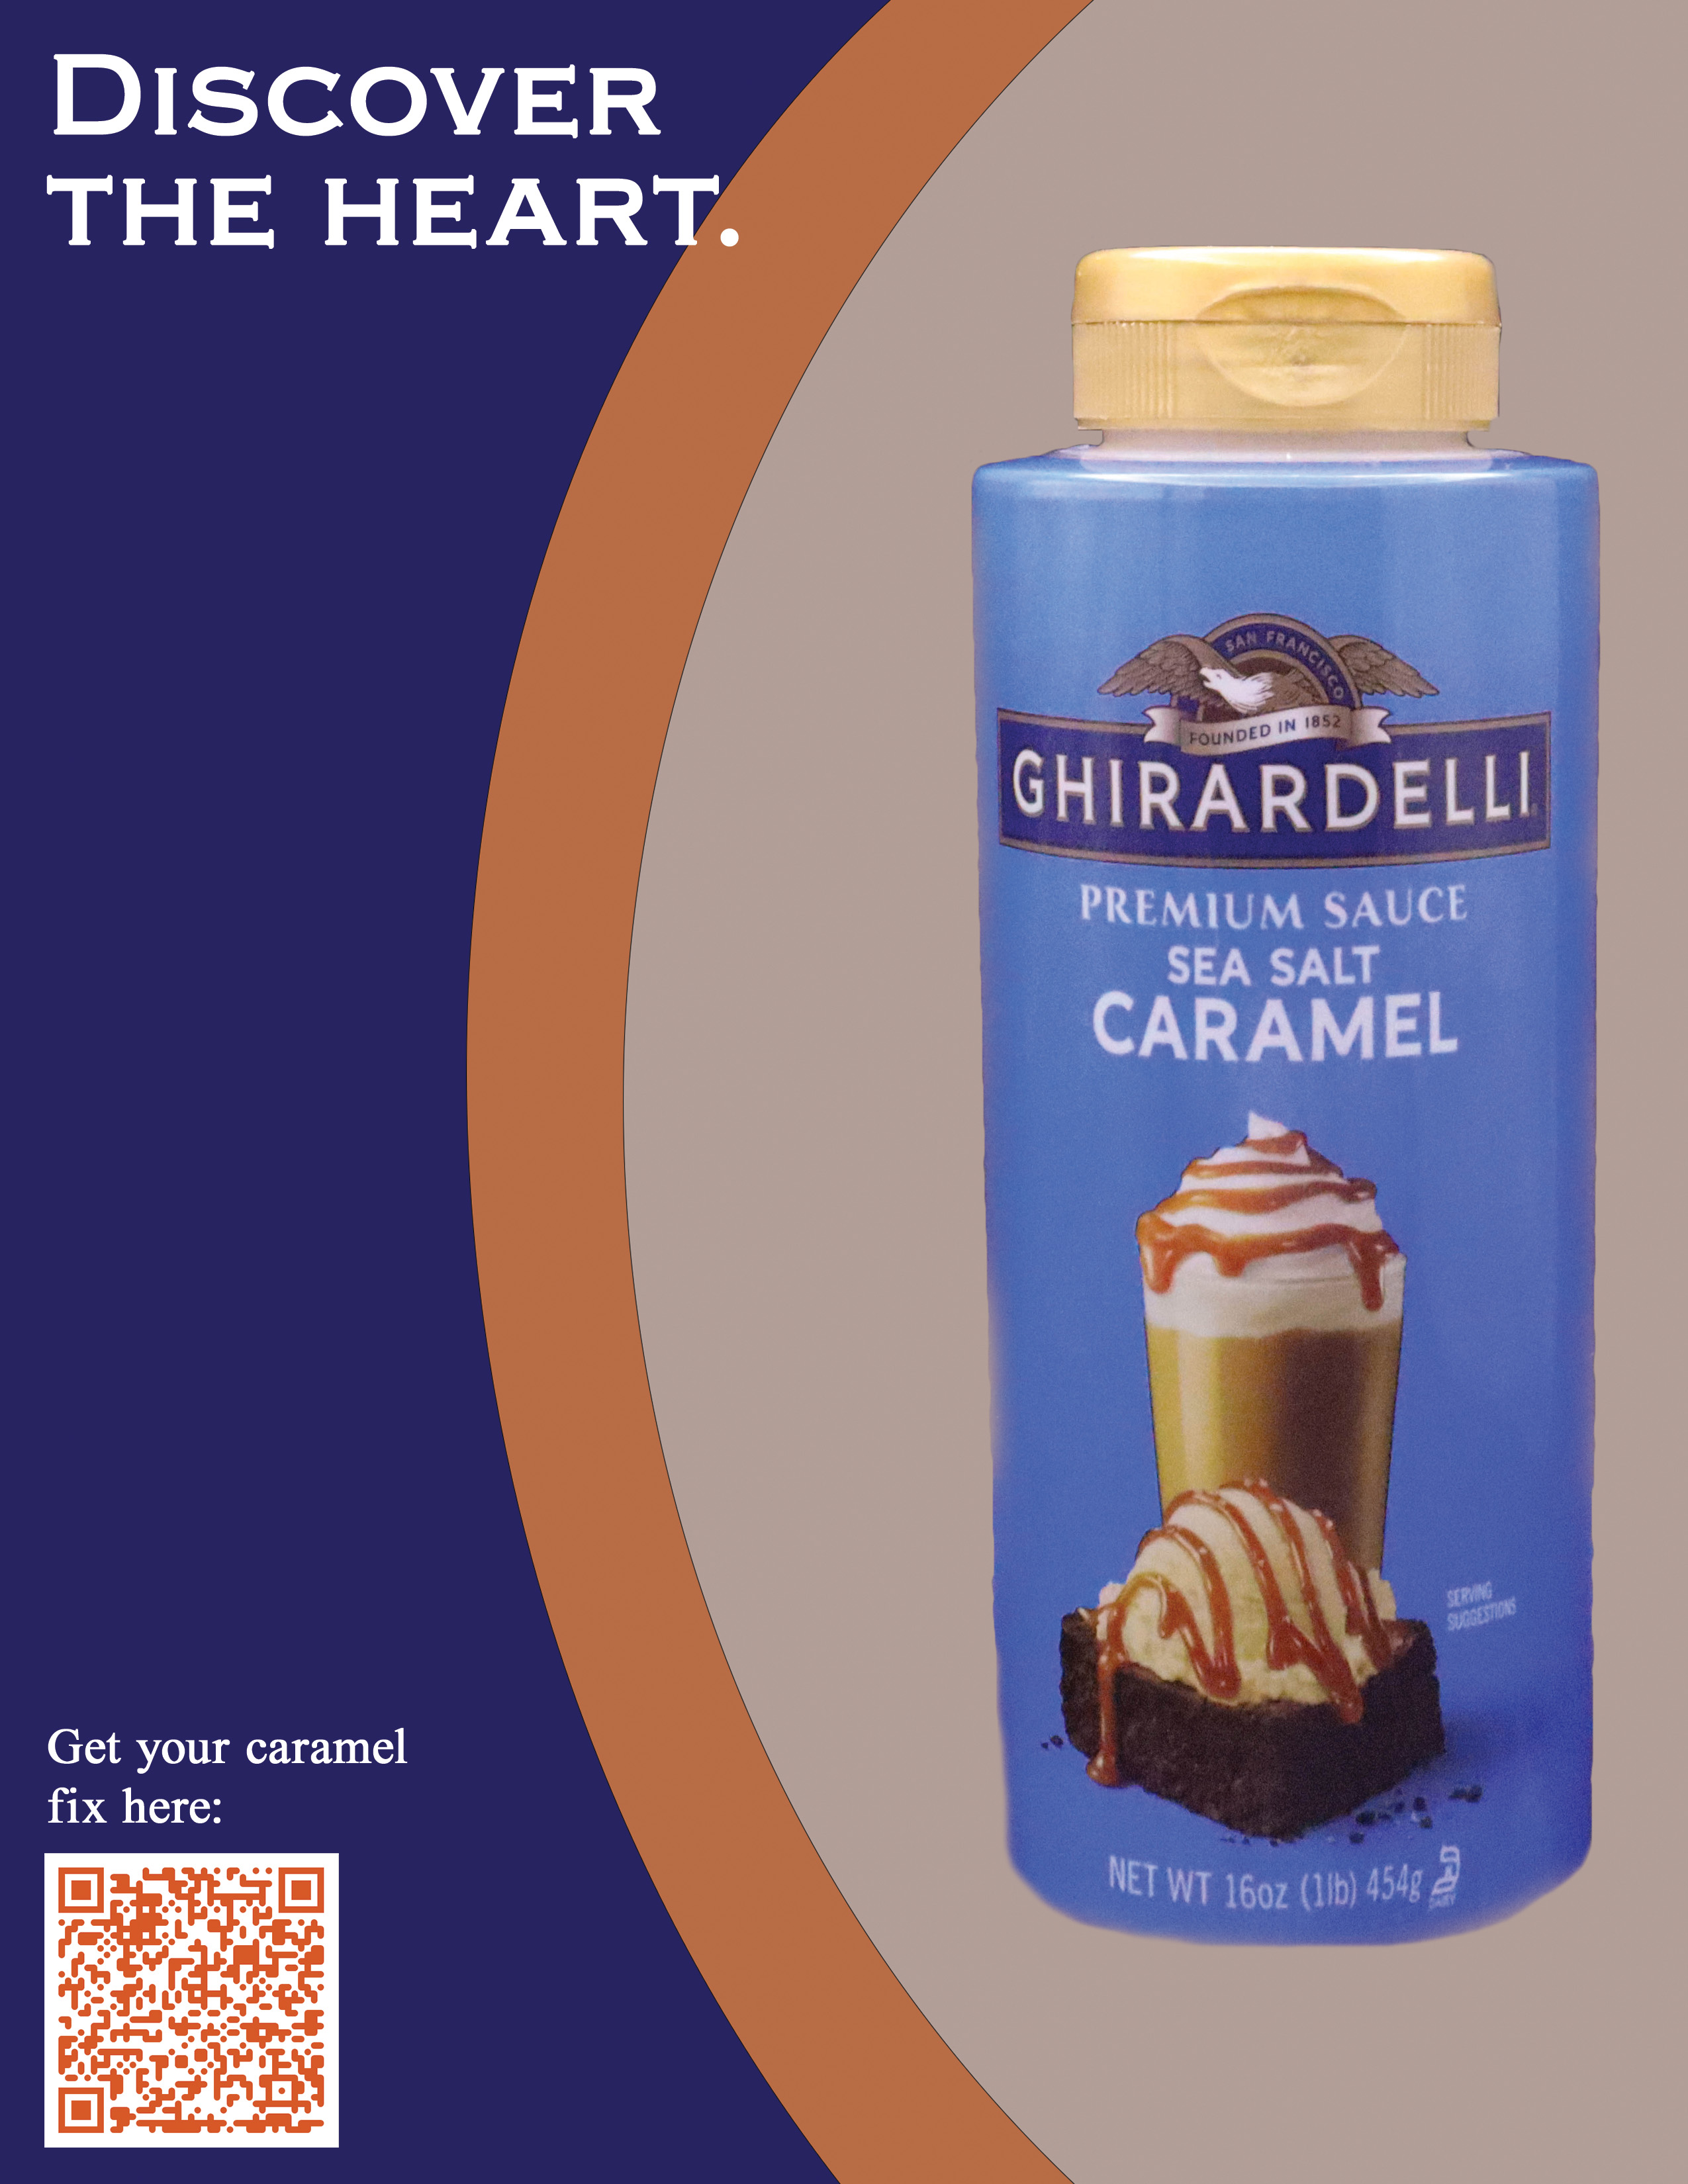 DISCOVER
THE HEART.
SAN FRANCISCO
FOUNDED IN 1852
GHIRARDELLI
PREMIUM SAUCE
SEA SALT
CARAMEL
SERVING
SUGGESTIONS
NET WT 16oz (1lb) 454g
DAIRY
Get your caramel
fix here: